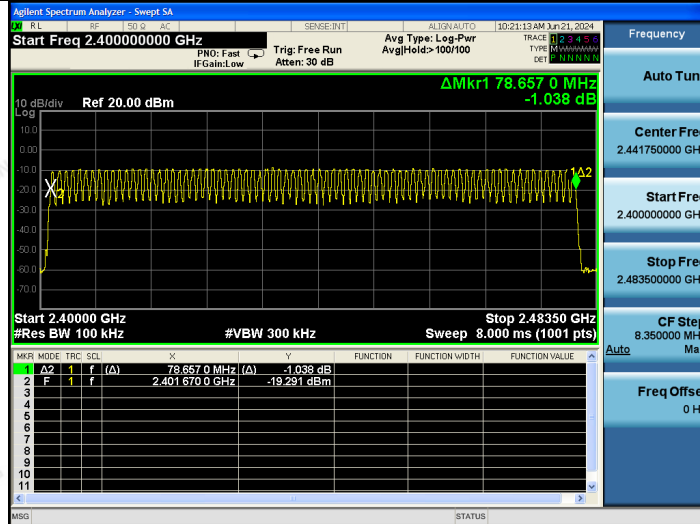 Agilent Spectrum Analyzer - Swept SA
LXI RL RF 50 Ω AC SENSE:INT ALIGN AUTO 10:21:13 AM Jun 21, 2024
Start Freq 2.400000000 GHz
PNO: Fast
IFGain:Low
Trig: Free Run
Atten: 30 dB
Avg Type: Log-Pwr
Avg|Hold:>100/100
TRACE 1 2 3 4 5 6
TYPE M
DET P N N N N N
ΔMkr1 78.657 0 MHz
-1.038 dB
10 dB/div Ref 20.00 dBm
Log
10.0
0.00
-10.0
-20.0
-30.0
-40.0
-50.0
-60.0
-70.0
X2
1Δ2
Start 2.40000 GHz Stop 2.48350 GHz
#Res BW 100 kHz #VBW 300 kHz Sweep 8.000 ms (1001 pts)
MKR MODE TRC SCL X Y FUNCTION FUNCTION WIDTH FUNCTION VALUE
1 Δ2 1 f (Δ) 78.657 0 MHz (Δ) -1.038 dB
2 F 1 f 2.401 670 0 GHz -19.291 dBm
3
4
5
6
7
8
9
10
11
MSG STATUS
Frequency
Auto Tun
Center Fre
2.441750000 GH
Start Fre
2.400000000 GH
Stop Fre
2.483500000 GH
CF Step
8.350000 MH
Auto Ma
Freq Offse
0 H